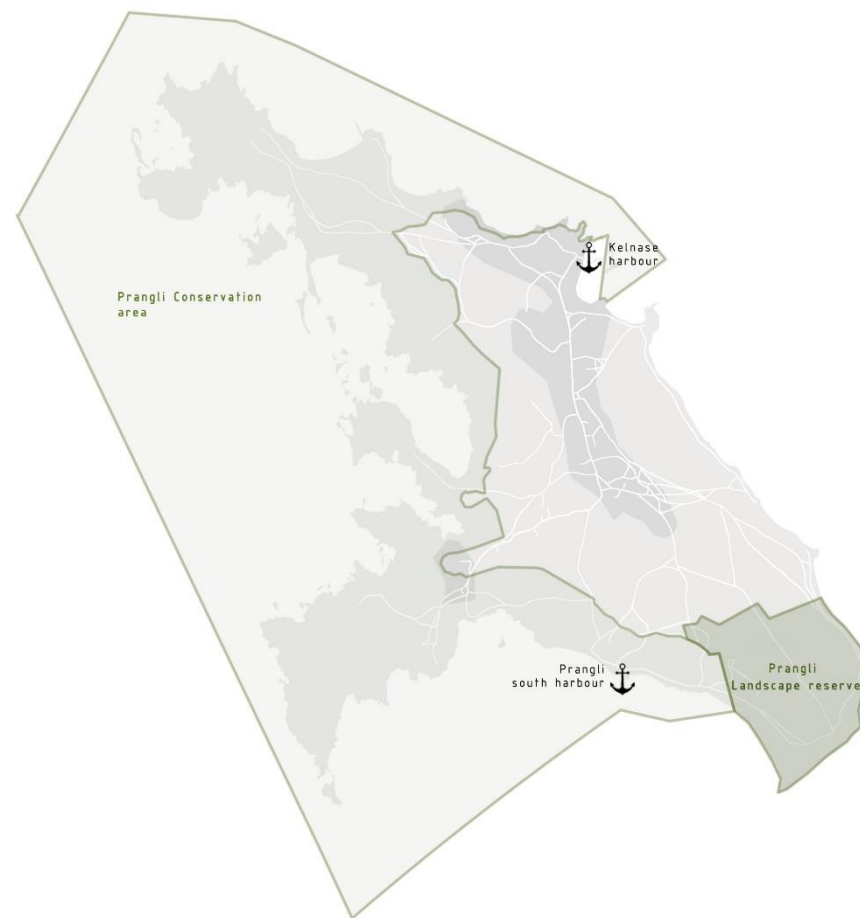 Kelnase
harbour
Prangli Conservation
area
Prangli
south harbour
Prangli
Landscape reserve